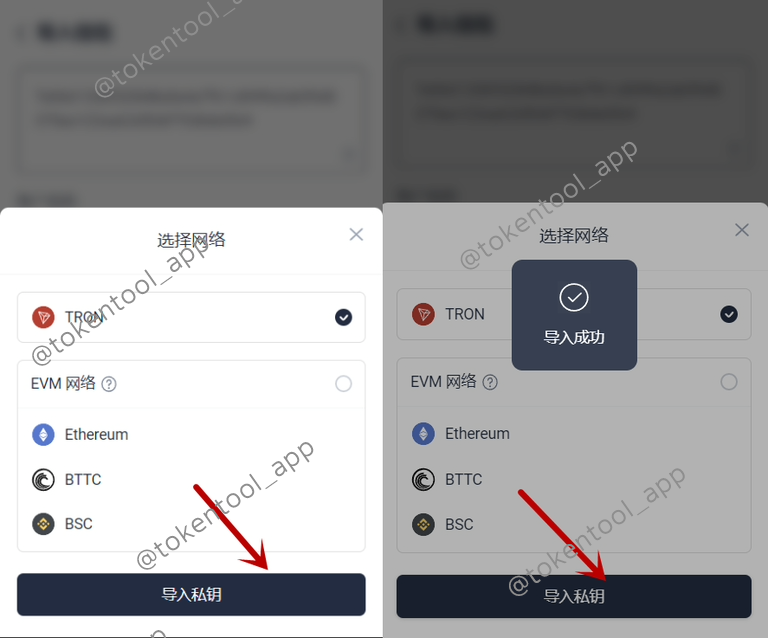 @tokentool_app
选择网络
@tokentool_app
TRON
EVM 网络 ?
Ethereum
BTTC
BSC
@tokentool_app
导入私钥
@tokentool_app
选择网络
导入成功
TRON
EVM 网络 ?
Ethereum
BTTC
BSC
@tokentool_app
导入私钥